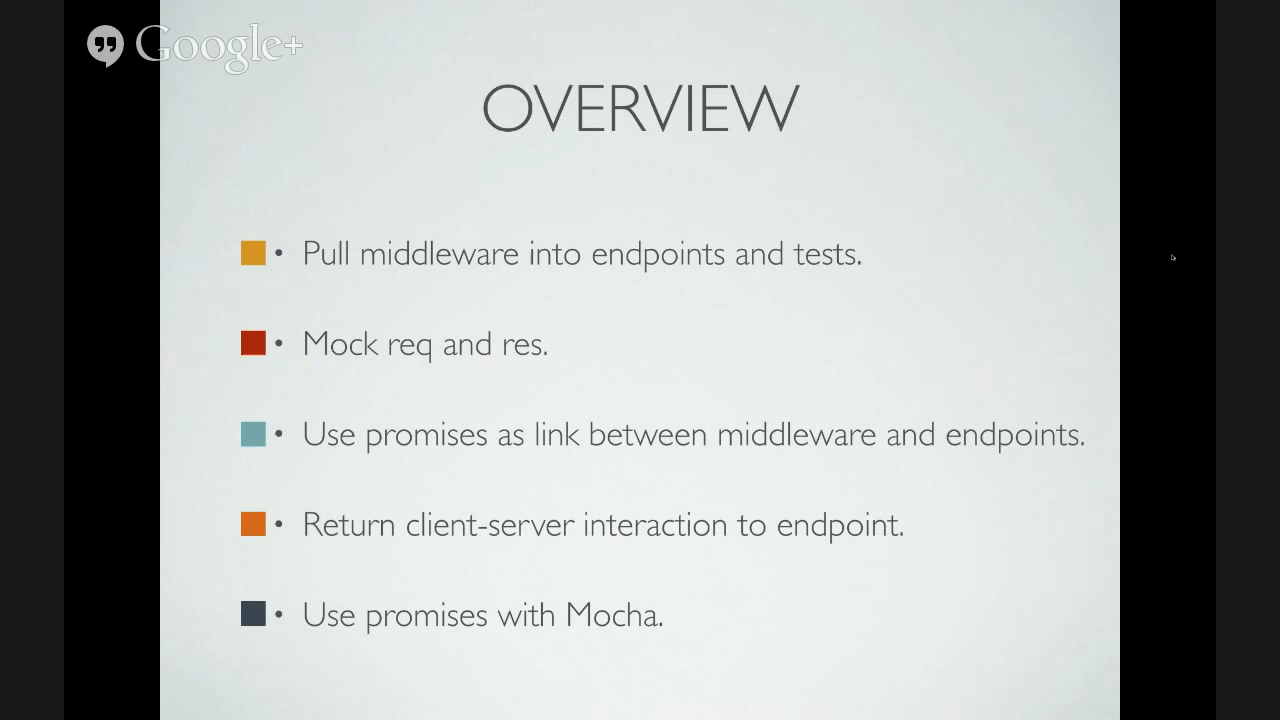 Google+
OVERVIEW
• Pull middleware into endpoints and tests.
• Mock req and res.
• Use promises as link between middleware and endpoints.
• Return client-server interaction to endpoint.
• Use promises with Mocha.